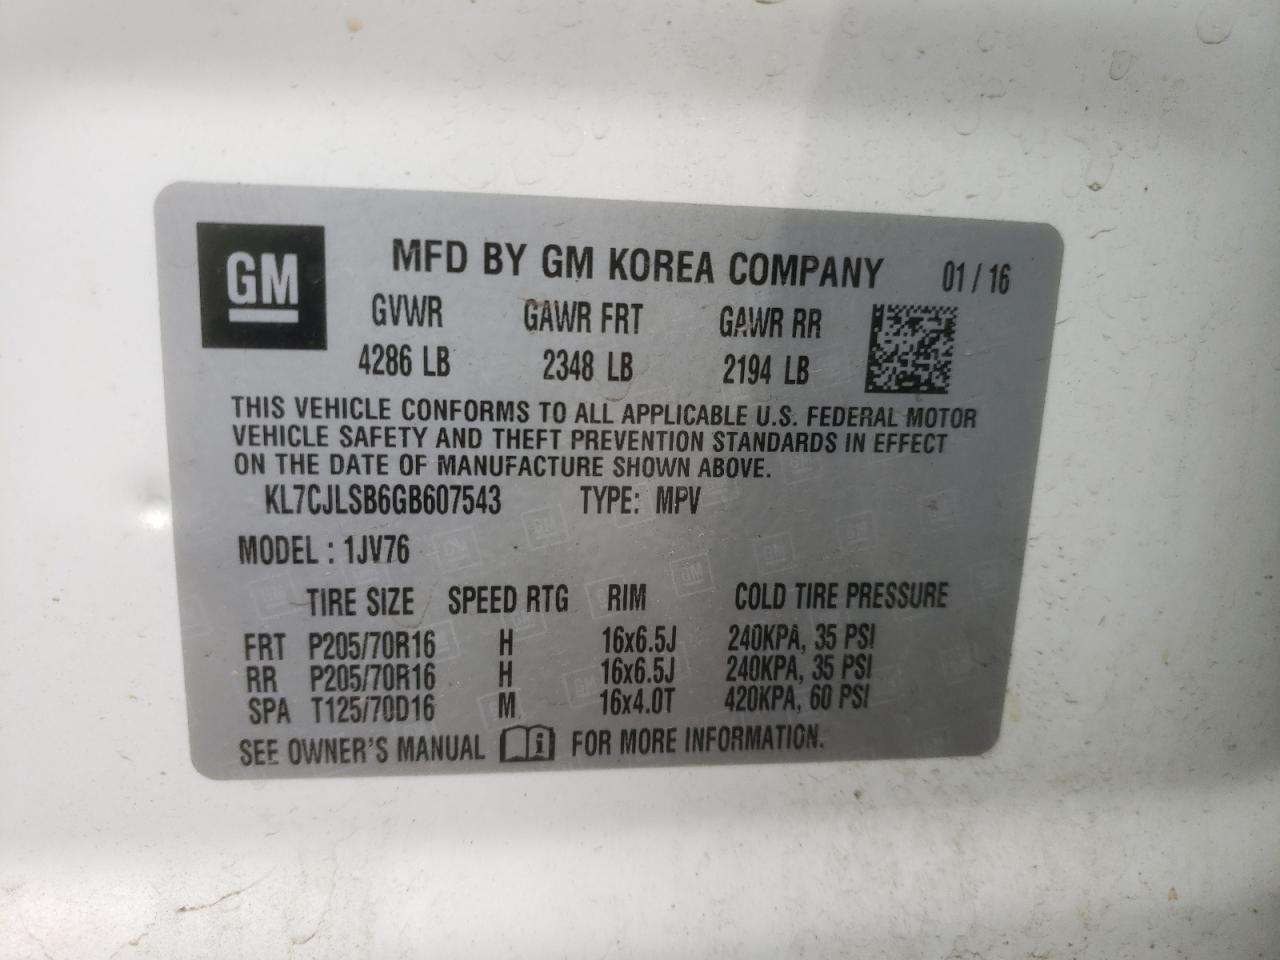 GM
MFD BY GM KOREA COMPANY 01 / 16
GVWR GAWR FRT GAWR RR
4286 LB 2348 LB 2194 LB
THIS VEHICLE CONFORMS TO ALL APPLICABLE U.S. FEDERAL MOTOR
VEHICLE SAFETY AND THEFT PREVENTION STANDARDS IN EFFECT
ON THE DATE OF MANUFACTURE SHOWN ABOVE.
KL7CJLSB6GB607543 TYPE: MPV
MODEL : 1JV76
TIRE SIZE SPEED RTG RIM COLD TIRE PRESSURE
FRT P205/70R16 H 16x6.5J 240KPA, 35 PSI
RR P205/70R16 H 16x6.5J 240KPA, 35 PSI
SPA T125/70D16 M 16x4.0T 420KPA, 60 PSI
SEE OWNER'S MANUAL i FOR MORE INFORMATION.